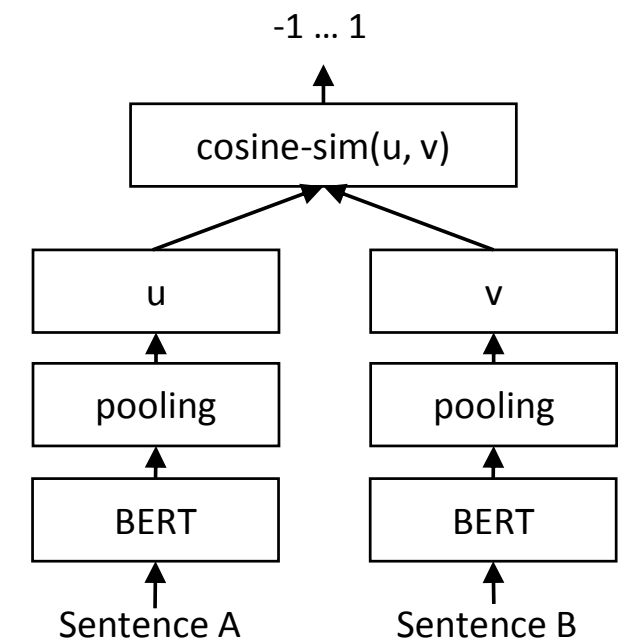 -1 ... 1
cosine-sim(u, v)
u
v
pooling
pooling
BERT
BERT
Sentence A
Sentence B